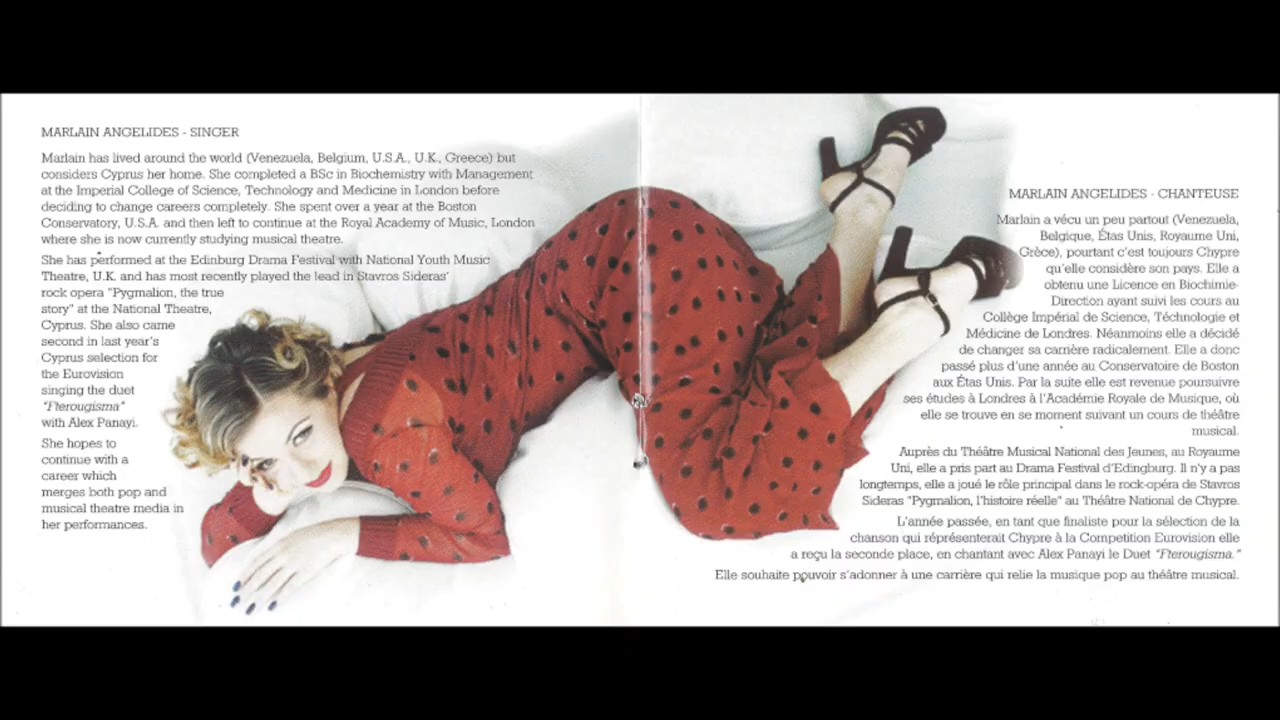 MARLAIN ANGELIDES - SINGER
Marlain has lived around the world (Venezuela, Belgium, U.S.A., U.K., Greece) but
considers Cyprus her home. She completed a BSc in Biochemistry with Management
at the Imperial College of Science, Technology and Medicine in London before
deciding to change careers completely. She spent over a year at the Boston
Conservatory, U.S.A. and then left to continue at the Royal Academy of Music, London
where she is now currently studying musical theatre.
She has performed at the Edinburg Drama Festival with National Youth Music
Theatre, U.K. and has most recently played the lead in Stavros Sideras'
rock opera "Pygmalion, the true
story" at the National Theatre,
Cyprus. She also came
second in last year's
Cyprus selection for
the Eurovision
singing the duet
"Fterougisma"
with Alex Panayi.
She hopes to
continue with a
career which
merges both pop and
musical theatre media in
her performances.
MARLAIN ANGELIDES - CHANTEUSE
Marlain a vécu un peu partout (Venezuela,
Belgique, Étas Unis, Royaume Uni,
Grèce), pourtant c'est toujours Chypre
qu'elle considère son pays. Elle a
obtenu une Licence en Biochimie-
Direction ayant suivi les cours au
Collège Impérial de Science, Téchnologie et
Médicine de Londres. Néanmoins elle a décidé
de changer sa carrière radicalement. Elle a donc
passé plus d'une année au Conservatoire de Boston
aux Étas Unis. Par la suite elle est revenue poursuivre
ses études à Londres à l'Académie Royale de Musique, où
elle se trouve en se moment suivant un cours de théâtre
musical.
Auprès du Théâtre Musical National des Jeunes, au Royaume
Uni, elle a pris part au Drama Festival d'Edingburg. Il n'y a pas
longtemps, elle a joué le rôle principal dans le rock-opéra de Stavros
Sideras "Pygmalion, l'histoire réelle" au Théâtre National de Chypre.
L'année passée, en tant que finaliste pour la sélection de la
chanson qui réprésenterait Chypre à la Competition Eurovision elle
a reçu la seconde place, en chantant avec Alex Panayi le Duet "Fterougisma."
Elle souhaite pouvoir s'adonner à une carrière qui relie la musique pop au théâtre musical.